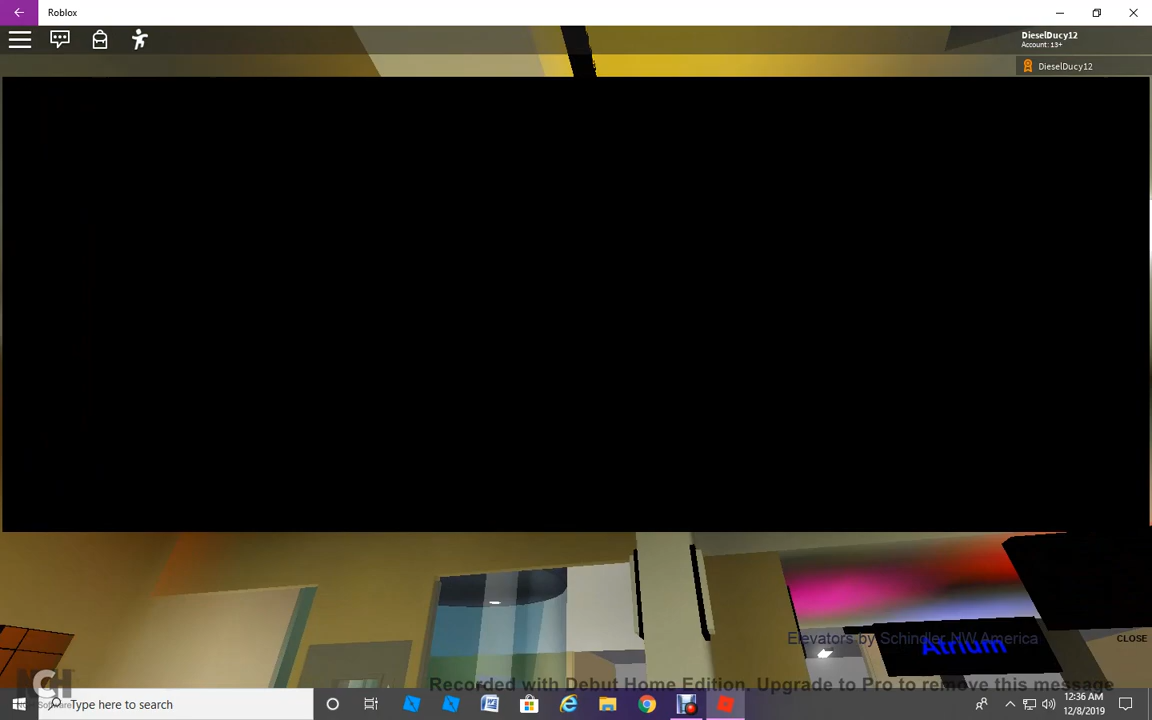 Roblox
DieselDucy12
Account: 13+
DieselDucy12
Elevators by Schindler NW America
Atrium
CLOSE
Recorded with Debut Home Edition. Upgrade to Pro to remove this message
NCH
Type here to search
12:36 AM
12/8/2019